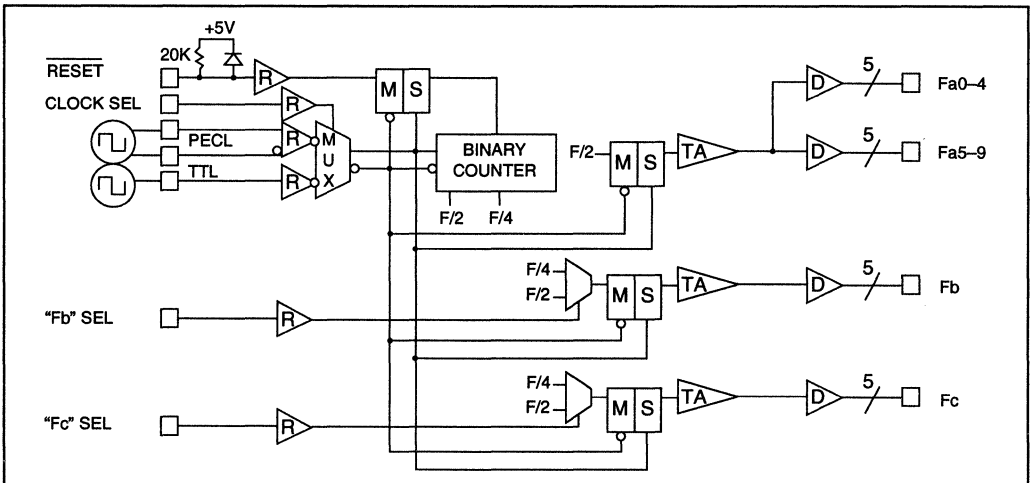 +5V
20K
RESET
R
CLOCK SEL
R
M S
PECL
R
MUX
TTL
R
BINARY
COUNTER
F/2 F/4
F/2
M S
TA
D
5
Fa0–4
D
5
Fa5–9
"Fb" SEL
R
F/4
F/2
M S
TA
D
5
Fb
"Fc" SEL
R
F/4
F/2
M S
TA
D
5
Fc